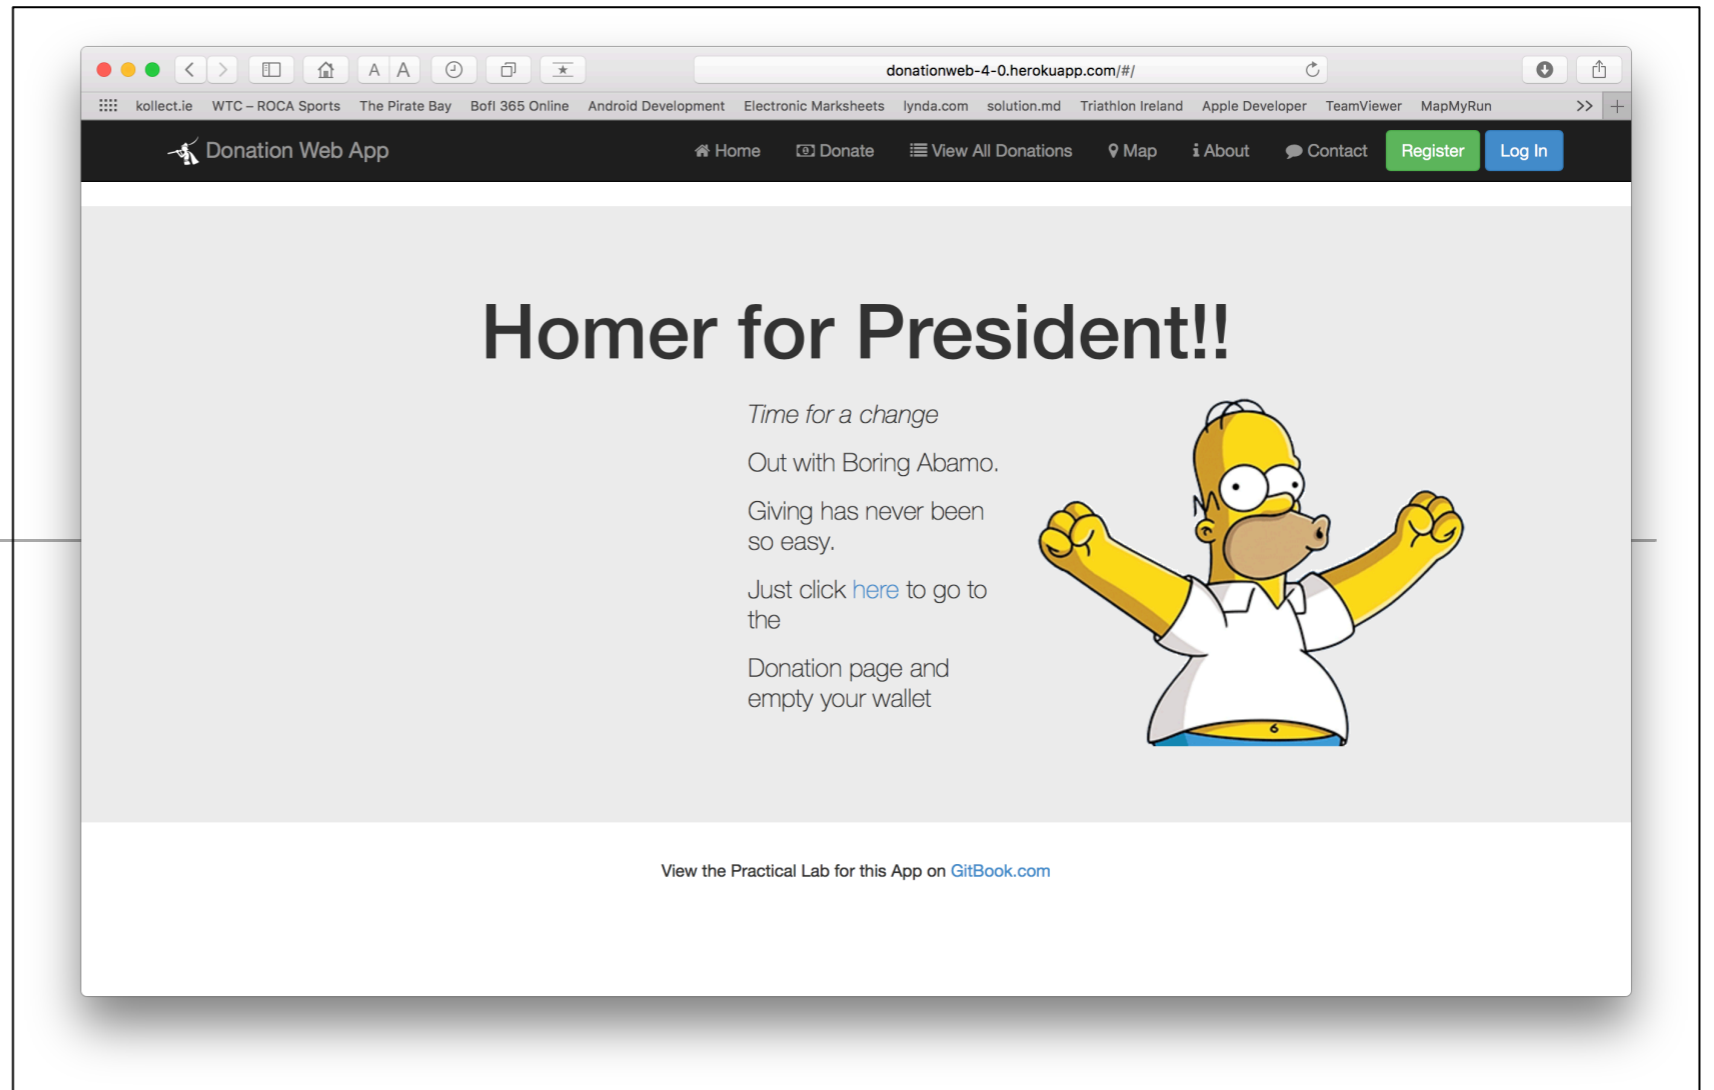 A A donationweb-4-0.herokuapp.com/#/
kollect.ie WTC – ROCA Sports The Pirate Bay BofI 365 Online Android Development Electronic Marksheets lynda.com solution.md Triathlon Ireland Apple Developer TeamViewer MapMyRun >> +
Donation Web App Home Donate View All Donations Map About Contact Register Log In
Homer for President!!
Time for a change
Out with Boring Abamo.
Giving has never been
so easy.
Just click here to go to
the
Donation page and
empty your wallet
View the Practical Lab for this App on GitBook.com